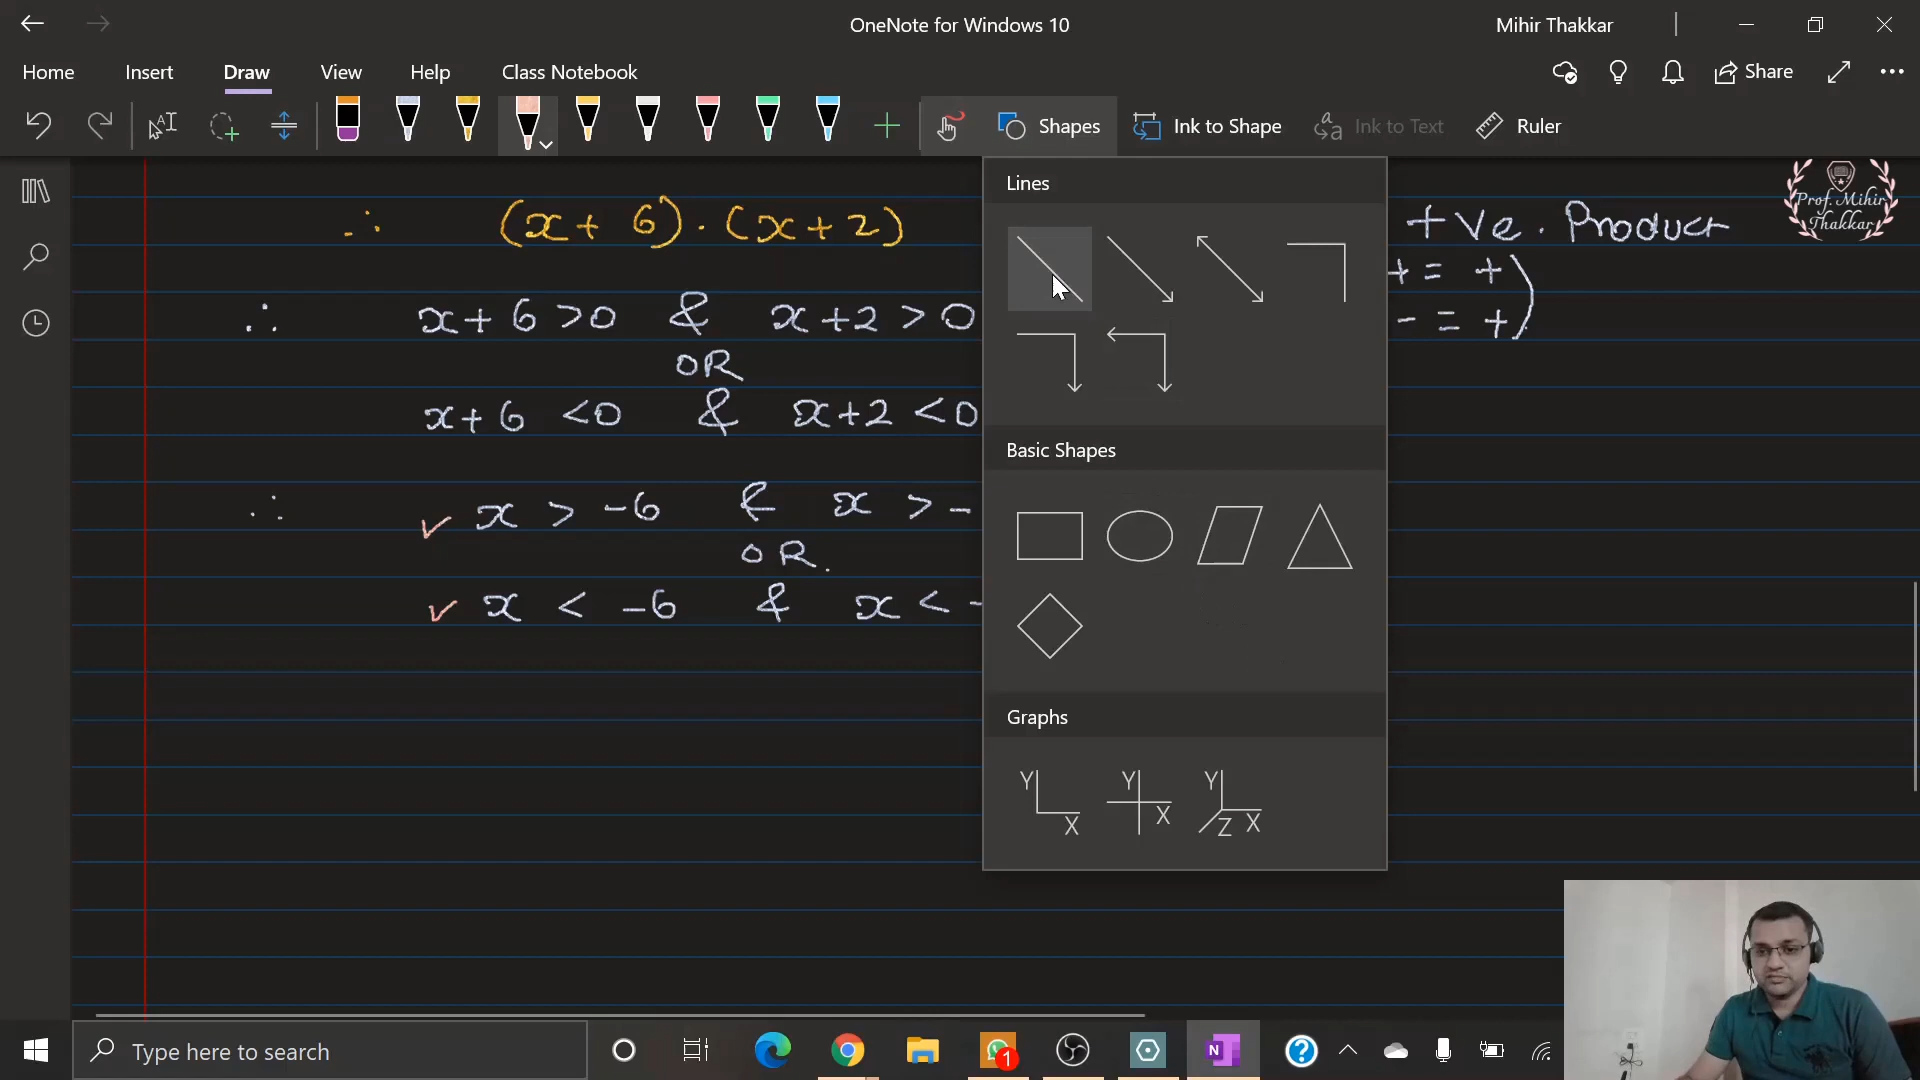 OneNote for Windows 10
Mihir Thakkar
Home Insert Draw View Help Class Notebook
Share
Shapes Ink to Shape Ink to Text Ruler
Lines
Basic Shapes
Graphs
Y X Y X Y Z X
∴ (x+ 6) . (x+2)
+ve. Product
+ = +)
- = +)
Prof. Mihir
Thakkar
∴ x+6 >0 & x+2 > 0
OR
x+6 <0 & x+2 <0
∴ ✓ x > -6 & x > -
OR.
✓ x < -6 & x < -
Type here to search
1